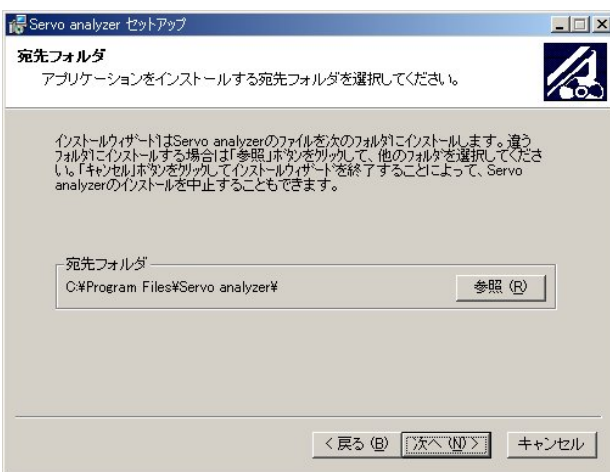 Servo analyzer セットアップ
宛先フォルダ
アプリケーションをインストールする宛先フォルダを選択してください。
インストールウィザードはServo analyzerのファイルを次のフォルダにインストールします。違う
フォルダにインストールする場合は「参照」ボタンをクリックして、他のフォルダを選択してくださ
い。「キャンセル」ボタンをクリックしてインストールウィザードを終了することによって、Servo
analyzerのインストールを中止することもできます。
宛先フォルダ
C:¥Program Files¥Servo analyzer¥
参照 (R)
< 戻る (B)
次へ (N) >
キャンセル